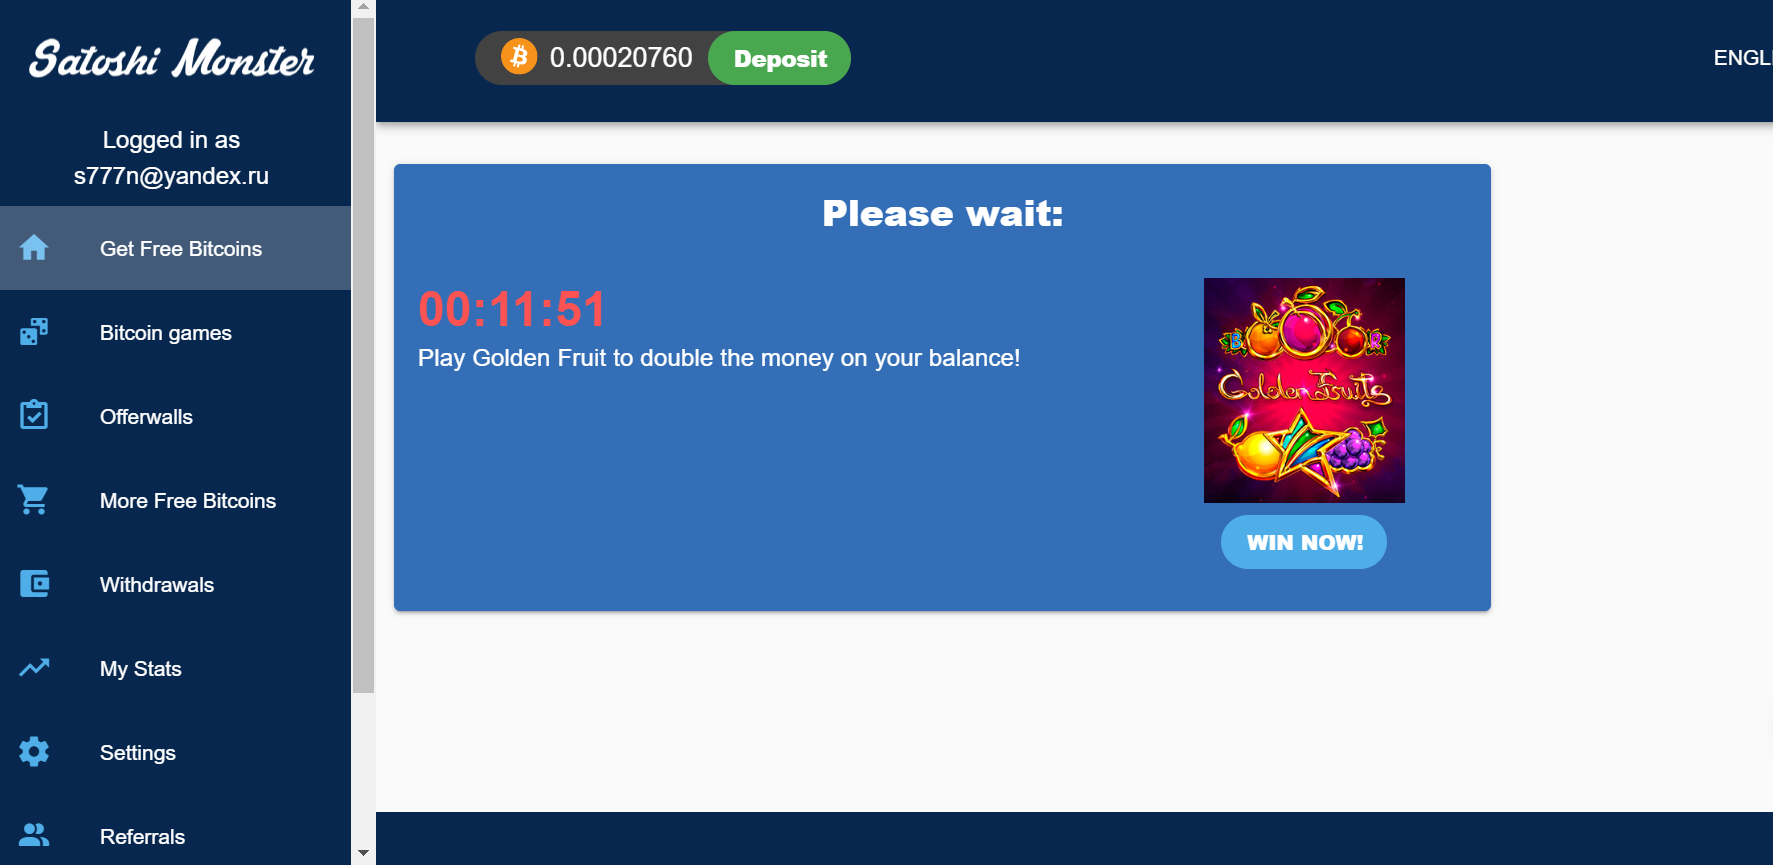 Satoshi Monster
Logged in as
s777n@yandex.ru
Get Free Bitcoins
Bitcoin games
Offerwalls
More Free Bitcoins
Withdrawals
My Stats
Settings
Referrals
0.00020760
Deposit
ENGLI
Please wait:
00:11:51
Play Golden Fruit to double the money on your balance!
B
R
Golden Fruits
WIN NOW!